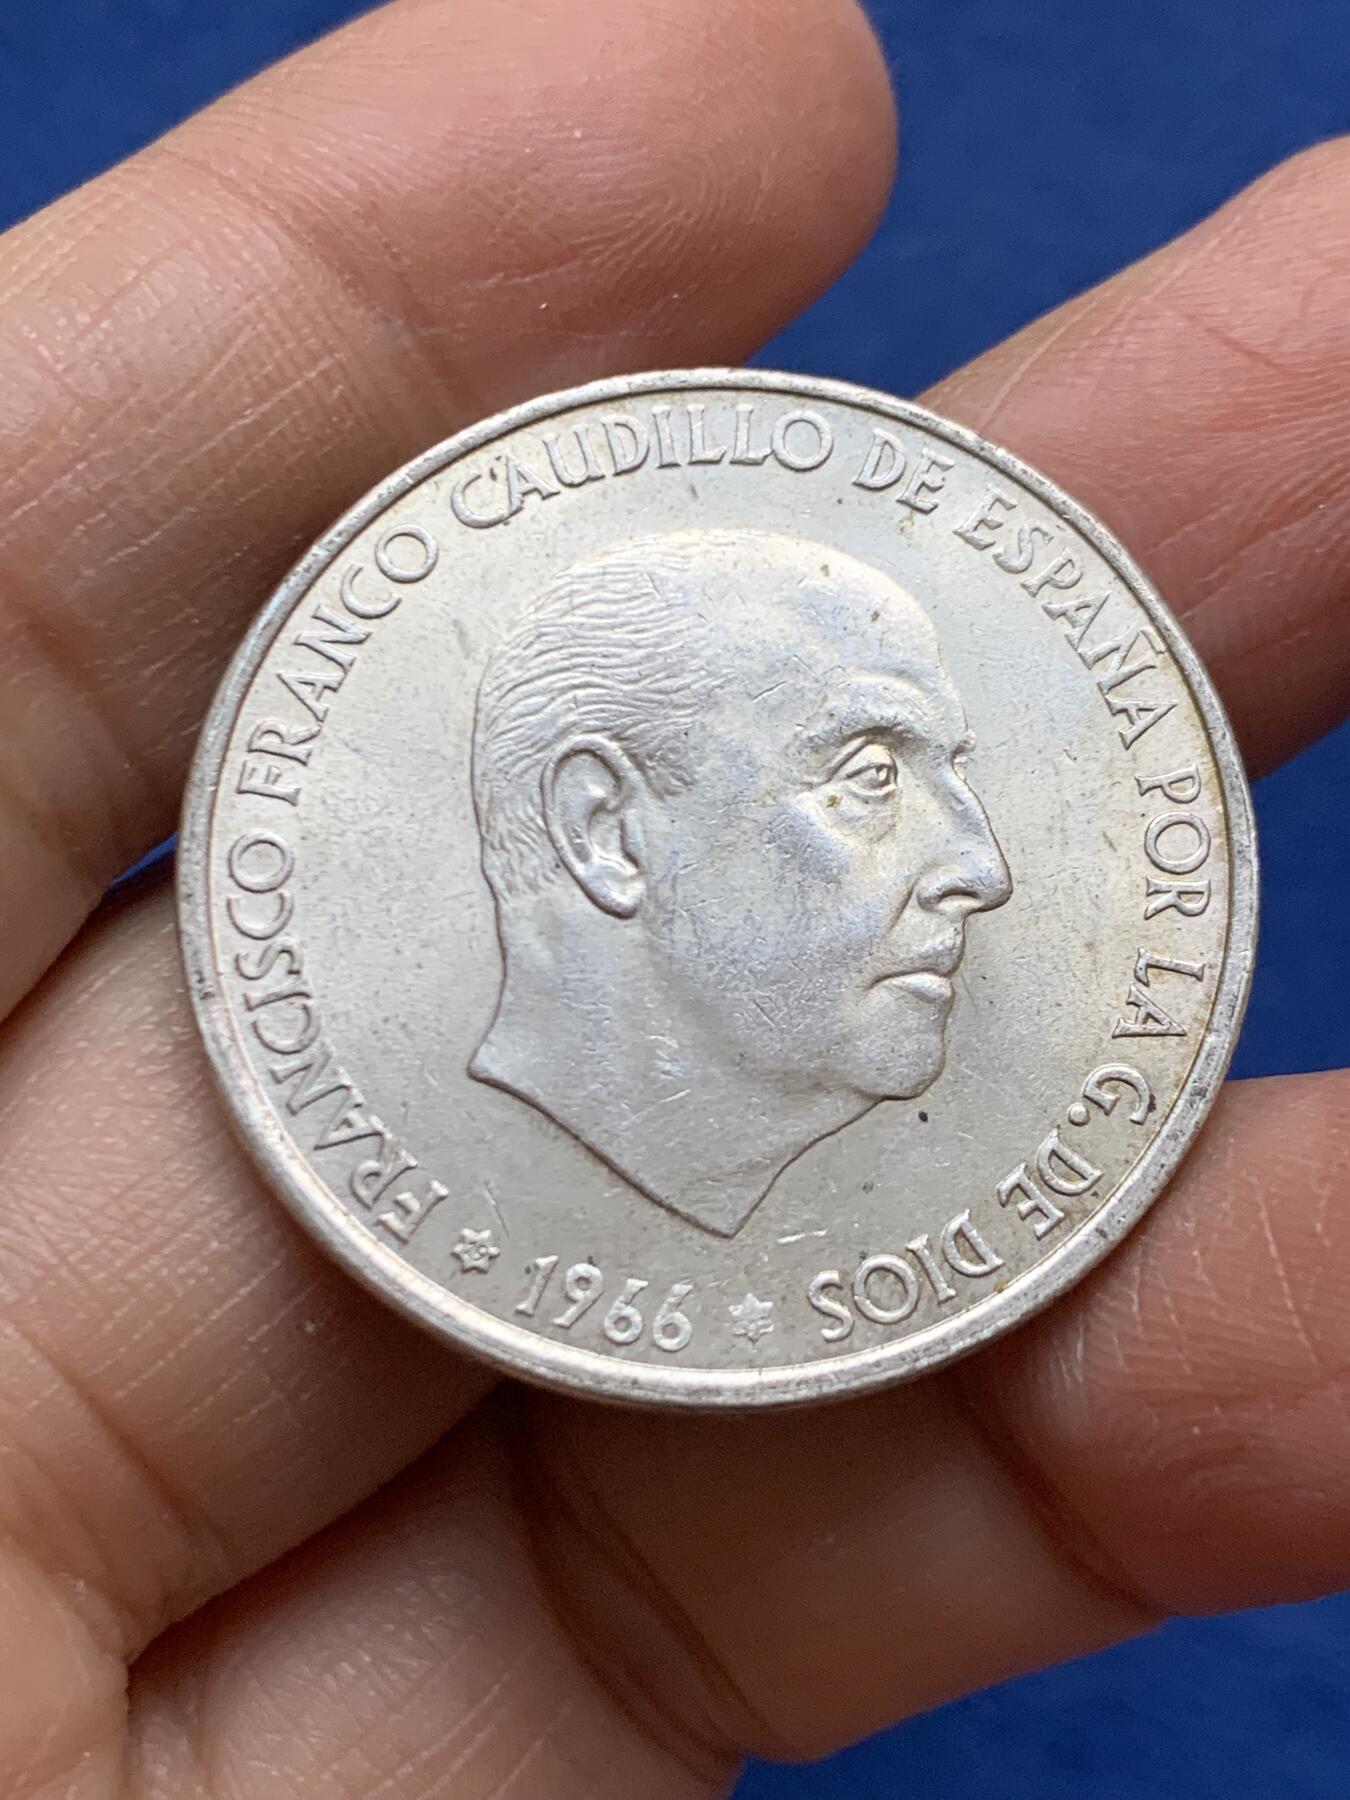 FRANCISCO FRANCO CAUDILLO DE ESPAÑA POR LA G. DE DIOS
1966